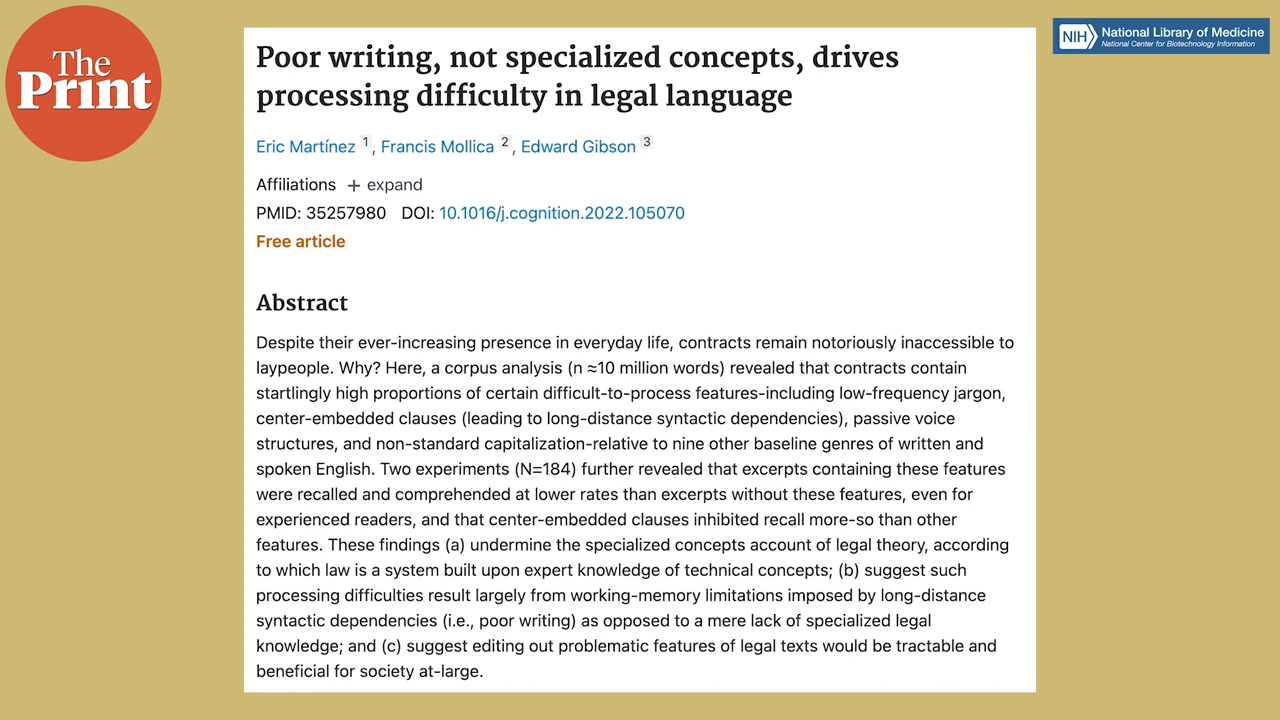 The
Print
NIH
National Library of Medicine
National Center for Biotechnology Information
Poor writing, not specialized concepts, drives
processing difficulty in legal language
Eric Martínez 1, Francis Mollica 2, Edward Gibson 3
Affiliations + expand
PMID: 35257980 DOI: 10.1016/j.cognition.2022.105070
Free article
Abstract
Despite their ever-increasing presence in everyday life, contracts remain notoriously inaccessible to
laypeople. Why? Here, a corpus analysis (n ≈10 million words) revealed that contracts contain
startlingly high proportions of certain difficult-to-process features-including low-frequency jargon,
center-embedded clauses (leading to long-distance syntactic dependencies), passive voice
structures, and non-standard capitalization-relative to nine other baseline genres of written and
spoken English. Two experiments (N=184) further revealed that excerpts containing these features
were recalled and comprehended at lower rates than excerpts without these features, even for
experienced readers, and that center-embedded clauses inhibited recall more-so than other
features. These findings (a) undermine the specialized concepts account of legal theory, according
to which law is a system built upon expert knowledge of technical concepts; (b) suggest such
processing difficulties result largely from working-memory limitations imposed by long-distance
syntactic dependencies (i.e., poor writing) as opposed to a mere lack of specialized legal
knowledge; and (c) suggest editing out problematic features of legal texts would be tractable and
beneficial for society at-large.